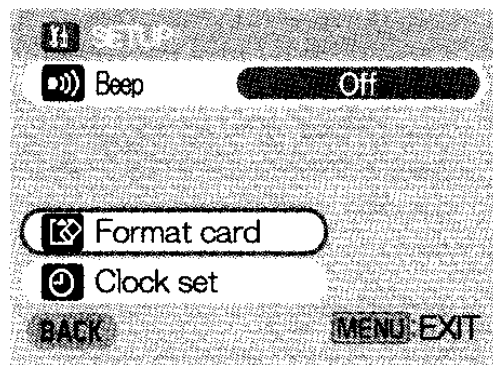 SETUP
Beep Off
Format card
Clock set
BACK MENU:EXIT